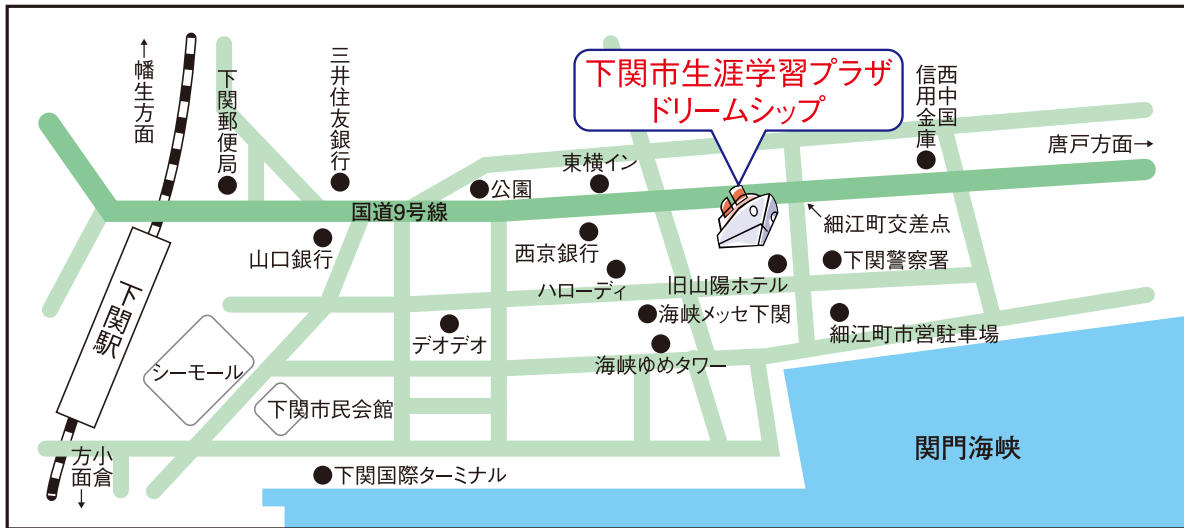 ←幡生方面
下関郵便局
三井住友銀行
下関市生涯学習プラザ
ドリームシップ
西中国
信用金庫
唐戸方面→
東横イン
公園
国道9号線
細江町交差点
山口銀行
西京銀行
下関警察署
旧山陽ホテル
ハローディ
下関駅
海峡メッセ下関
デオデオ
細江町市営駐車場
海峡ゆめタワー
シーモール
下関市民会館
関門海峡
小倉
方面→
下関国際ターミナル